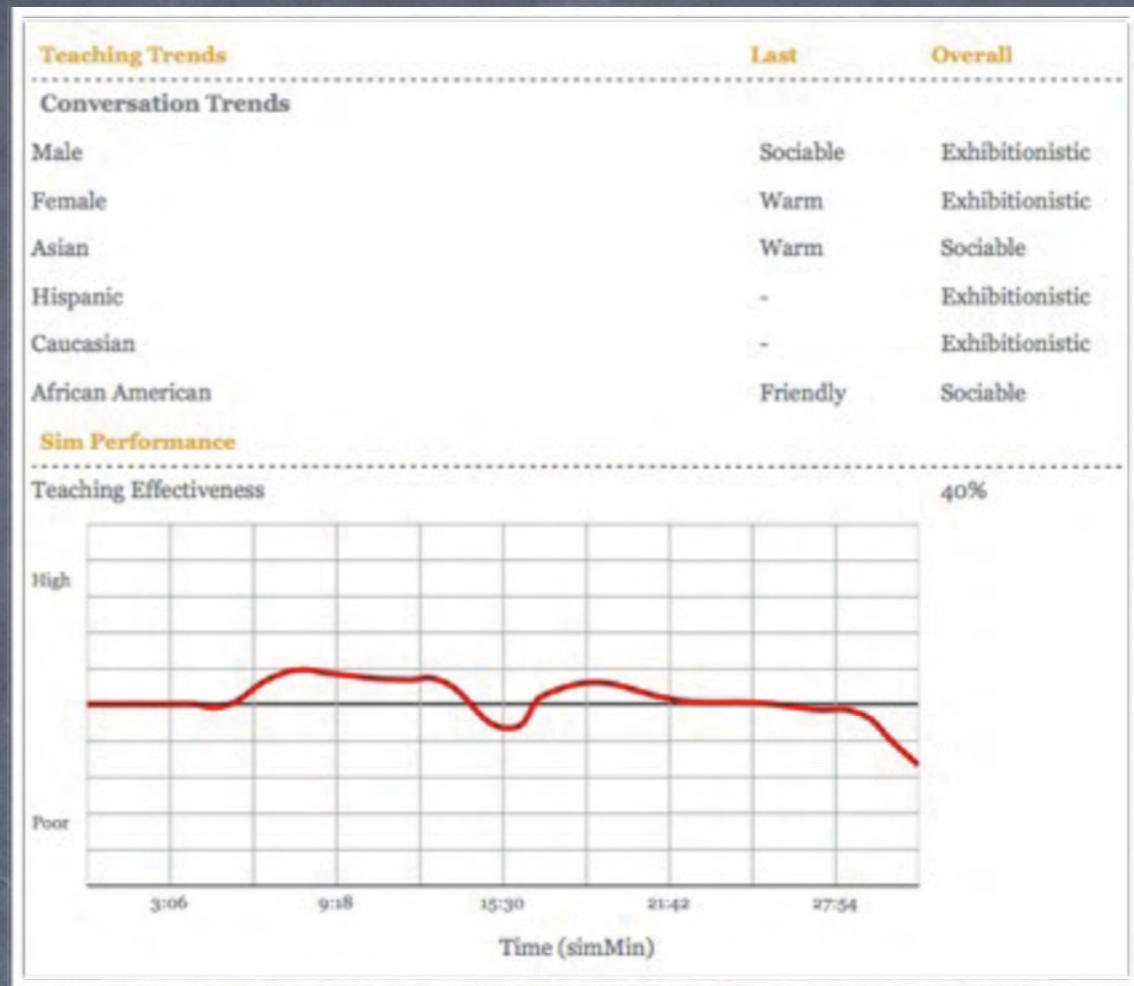 Teaching Trends Last Overall
Conversation Trends
Male Sociable Exhibitionistic
Female Warm Exhibitionistic
Asian Warm Sociable
Hispanic - Exhibitionistic
Caucasian - Exhibitionistic
African American Friendly Sociable
Sim Performance
Teaching Effectiveness 40%
High
Poor
3:06 9:18 15:30 21:42 27:54
Time (simMin)